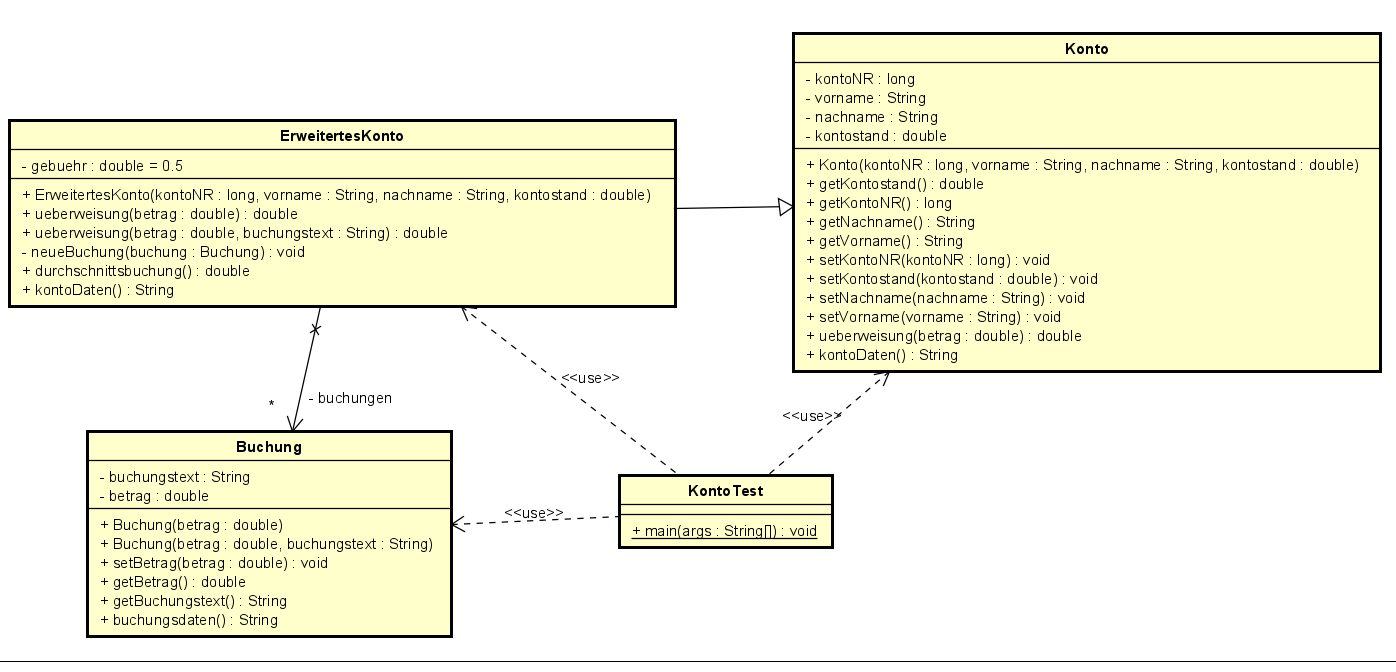 Konto
- kontoNR : long
- vorname : String
- nachname : String
- kontostand : double
+ Konto(kontoNR : long, vorname : String, nachname : String, kontostand : double)
+ getKontostand() : double
+ getKontoNR() : long
+ getNachname() : String
+ getVorname() : String
+ setKontoNR(kontoNR : long) : void
+ setKontostand(kontostand : double) : void
+ setNachname(nachname : String) : void
+ setVorname(vorname : String) : void
+ ueberweisung(betrag : double) : double
+ kontoDaten() : String
ErweitertesKonto
- gebuehr : double = 0.5
+ ErweitertesKonto(kontoNR : long, vorname : String, nachname : String, kontostand : double)
+ ueberweisung(betrag : double) : double
+ ueberweisung(betrag : double, buchungstext : String) : double
- neueBuchung(buchung : Buchung) : void
+ durchschnittsbuchung() : double
+ kontoDaten() : String
<<use>>
- buchungen
*
<<use>>
Buchung
- buchungstext : String
- betrag : double
+ Buchung(betrag : double)
+ Buchung(betrag : double, buchungstext : String)
+ setBetrag(betrag : double) : void
+ getBetrag() : double
+ getBuchungstext() : String
+ buchungsdaten() : String
<<use>>
KontoTest
+ main(args : String[]) : void